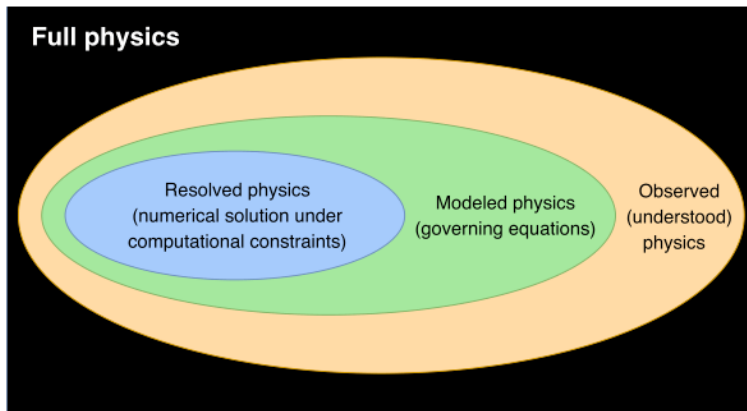 Full physics
Resolved physics
(numerical solution under
computational constraints)
Modeled physics
(governing equations)
Observed
(understood)
physics